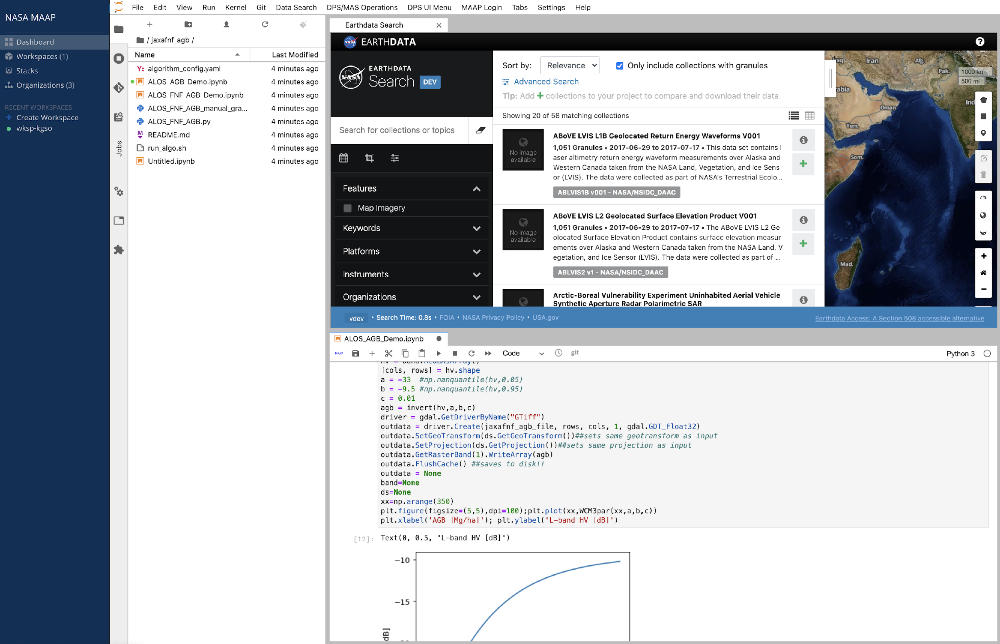 NASA MAAP
Dashboard
Workspaces (1)
Stacks
Organizations (3)
RECENT WORKSPACES
Create Workspace
wksp-kgso
File Edit View Run Kernel Git Data Search DPS/MAS Operations DPS UI Menu MAAP Login Tabs Settings Help
/ jaxafnf_agb /
Name Last Modified
algorithm_config.yaml 4 minutes ago
ALOS_AGB_Demo.ipynb 4 minutes ago
ALOS_FNF_AGB_Demo.ipynb 4 minutes ago
ALOS_FNF_AGB_manual_gra... 4 minutes ago
ALOS_FNF_AGB.py 4 minutes ago
README.md 4 minutes ago
run_algo.sh 4 minutes ago
Untitled.ipynb 4 minutes ago
Jobs
Earthdata Search
NASA EARTHDATA
NASA EARTHDATA
Search DEV
Search for collections or topics
Features
Map Imagery
Keywords
Platforms
Instruments
Organizations
Sort by: Relevance Only include collections with granules
Advanced Search
Tip: Add + collections to your project to compare and download their data.
Showing 20 of 58 matching collections
No image
available
ABoVE LVIS L1B Geolocated Return Energy Waveforms V001
1,051 Granules • 2017-06-29 to 2017-07-17 • This data set contains l
aser altimetry return energy waveform measurements over Alaska and
Western Canada taken from the NASA Land, Vegetation, and Ice Sens
or (LVIS). The data were collected as part of NASA's Terrestrial Ecolo...
ABLVIS1B v001 - NASA/NSIDC_DAAC
No image
available
ABoVE LVIS L2 Geolocated Surface Elevation Product V001
1,051 Granules • 2017-06-29 to 2017-07-17 • The ABoVE LVIS L2 Ge
olocated Surface Elevation Product contains surface elevation measur
ements over Alaska and Western Canada taken from the NASA Land, V
egetation, and Ice Sensor (LVIS). The data were collected as part of ...
ABLVIS2 v1 - NASA/NSIDC_DAAC
Arctic-Boreal Vulnerability Experiment Uninhabited Aerial Vehicle
Synthetic Aperture Radar Polarimetric SAR
Iran
Afg.
Pak.
1000 km
500 mi
rabia
Ind
Oman
Yem.
Som.
Mad.
vdev • Search Time: 0.8s • FOIA • NASA Privacy Policy • USA.gov
Earthdata Access: A Section 508 accessible alternative
ALOS_AGB_Demo.ipynb
MAAP Code git Python 3
hv = band.ReadAsArray()
[cols, rows] = hv.shape
a = -33  #np.nanquantile(hv,0.05)
b = -9.5 #np.nanquantile(hv,0.95)
c = 0.01
agb = invert(hv,a,b,c)
driver = gdal.GetDriverByName("GTiff")
outdata = driver.Create(jaxafnf_agb_file, rows, cols, 1, gdal.GDT_Float32)
outdata.SetGeoTransform(ds.GetGeoTransform())##sets same geotransform as input
outdata.SetProjection(ds.GetProjection())##sets same projection as input
outdata.GetRasterBand(1).WriteArray(agb)
outdata.FlushCache() ##saves to disk!!
outdata = None
band=None
ds=None
xx=np.arange(350)
plt.figure(figsize=(5,5),dpi=100);plt.plot(xx,WCM3par(xx,a,b,c))
plt.xlabel('AGB [Mg/ha]'); plt.ylabel('L-band HV [dB]')
[12]: Text(0, 0.5, 'L-band HV [dB]')
−10
−15
dB]